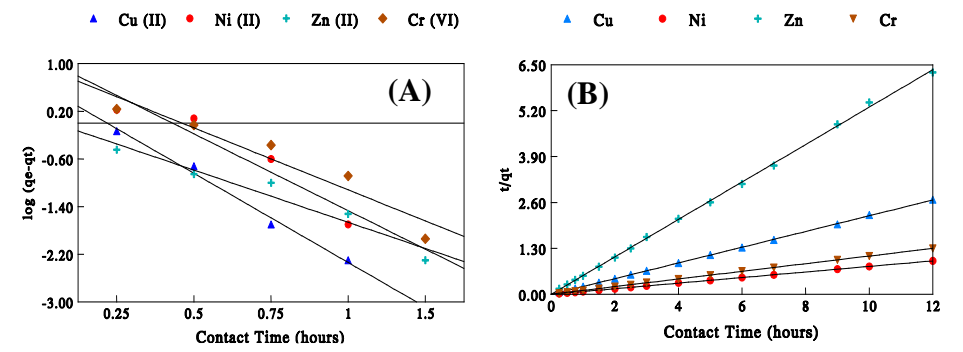 Cu (II) Ni (II) Zn (II) Cr (VI)
(A)
log (qe-qt)
1.00
0.20
-0.60
-1.40
-2.20
-3.00
0.25 0.5 0.75 1 1.5
Contact Time (hours)
Cu Ni Zn Cr
(B)
t/qt
6.50
5.20
3.90
2.60
1.30
0.00
0 2 4 6 8 10 12
Contact Time (hours)